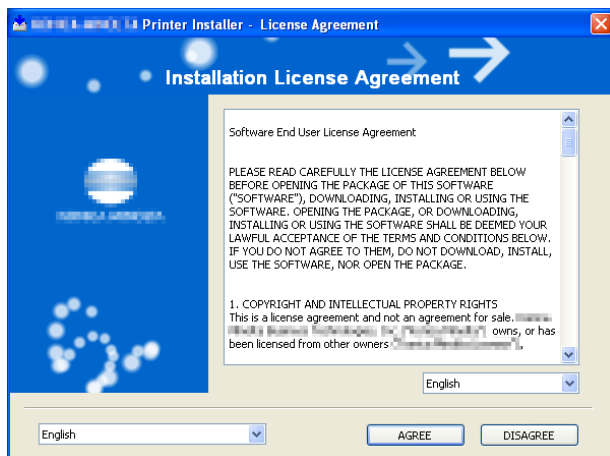 Printer Installer - License Agreement
Installation License Agreement
Software End User License Agreement
PLEASE READ CAREFULLY THE LICENSE AGREEMENT BELOW
BEFORE OPENING THE PACKAGE OF THIS SOFTWARE
("SOFTWARE"), DOWNLOADING, INSTALLING OR USING THE
SOFTWARE. OPENING THE PACKAGE, OR DOWNLOADING,
INSTALLING OR USING THE SOFTWARE SHALL BE DEEMED YOUR
LAWFUL ACCEPTANCE OF THE TERMS AND CONDITIONS BELOW.
IF YOU DO NOT AGREE TO THEM, DO NOT DOWNLOAD, INSTALL,
USE THE SOFTWARE, NOR OPEN THE PACKAGE.
1. COPYRIGHT AND INTELLECTUAL PROPERTY RIGHTS
This is a license agreement and not an agreement for sale.
owns, or has
been licensed from other owners
English
English
AGREE
DISAGREE